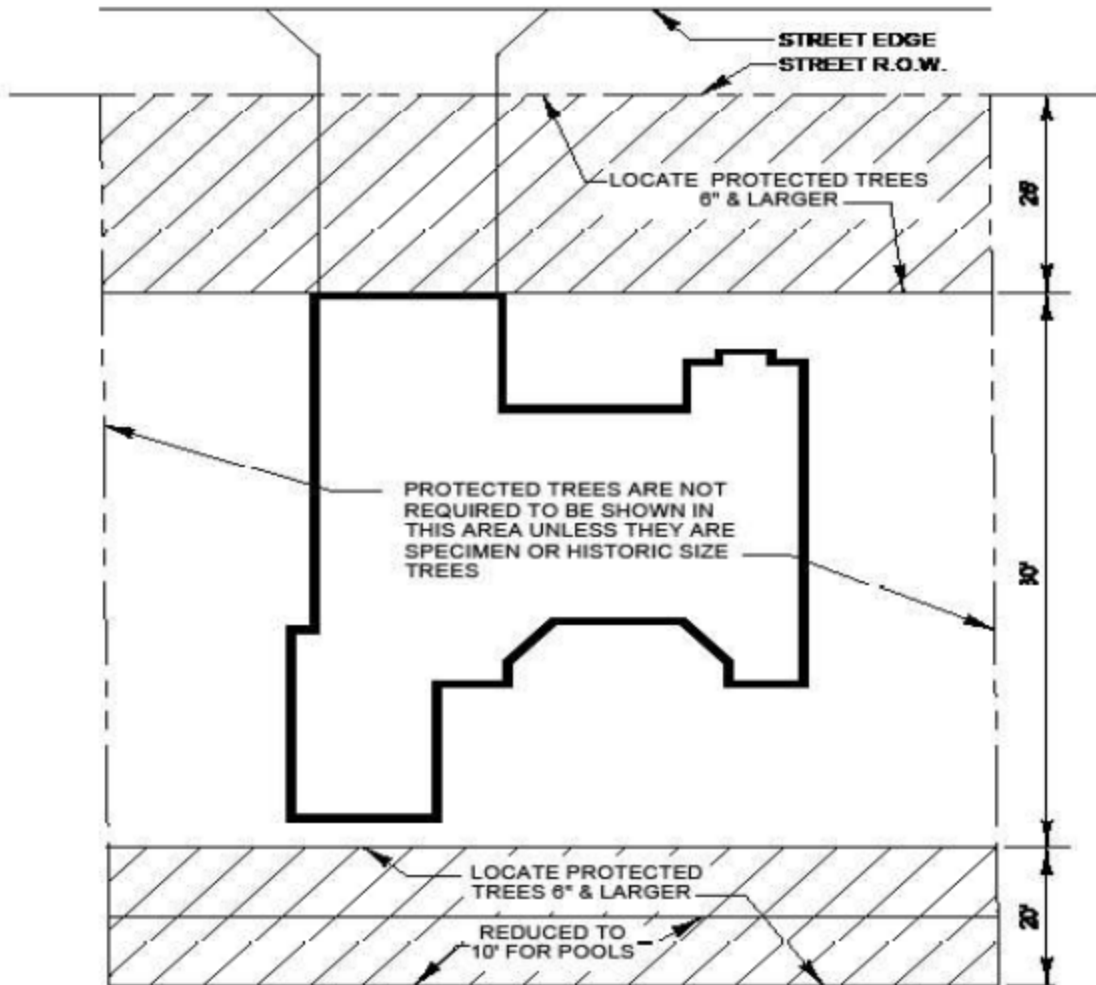 STREET EDGE
STREET R.O.W.
LOCATE PROTECTED TREES
6" & LARGER
PROTECTED TREES ARE NOT
REQUIRED TO BE SHOWN IN
THIS AREA UNLESS THEY ARE
SPECIMEN OR HISTORIC SIZE
TREES
LOCATE PROTECTED
TREES 6" & LARGER
20'
REDUCED TO
10' FOR POOLS